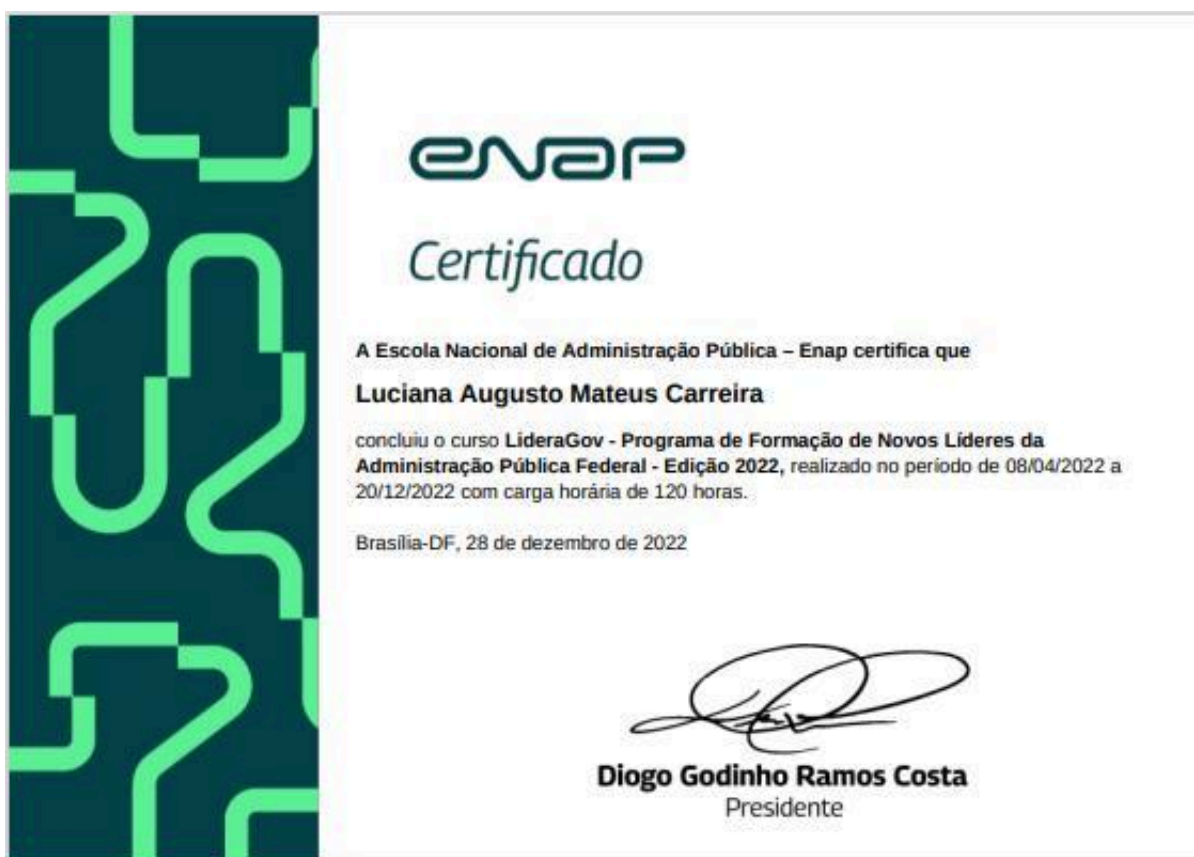 enap
Certificado
A Escola Nacional de Administração Pública – Enap certifica que
Luciana Augusto Mateus Carreira
concluiu o curso LideraGov - Programa de Formação de Novos Líderes da
Administração Pública Federal - Edição 2022, realizado no período de 08/04/2022 a
20/12/2022 com carga horária de 120 horas.
Brasília-DF, 28 de dezembro de 2022
Diogo Godinho Ramos Costa
Presidente